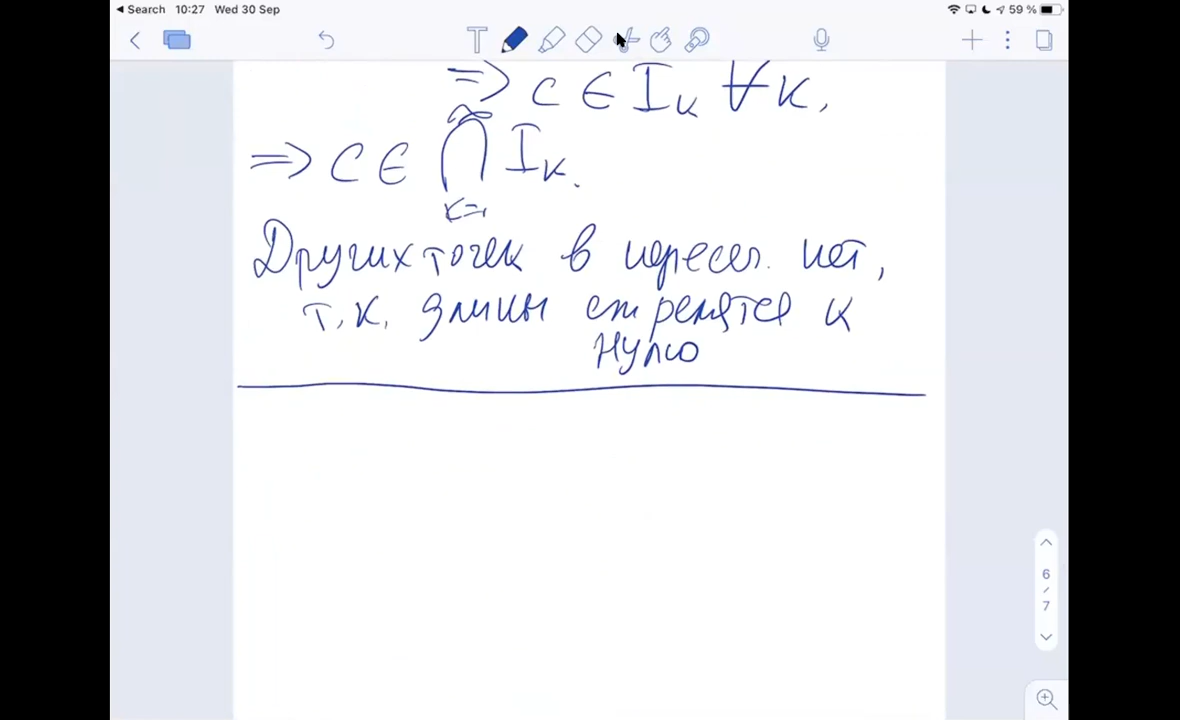 Search 10:27 Wed 30 Sep 59 %
T
=> C ∈ I_k ∀ k,
=> C ∈ ⋂_{k=1}^∞ I_k.
Других точек в пересеч. нет,
т.к. длины стремятся к
нулю
6
/
7